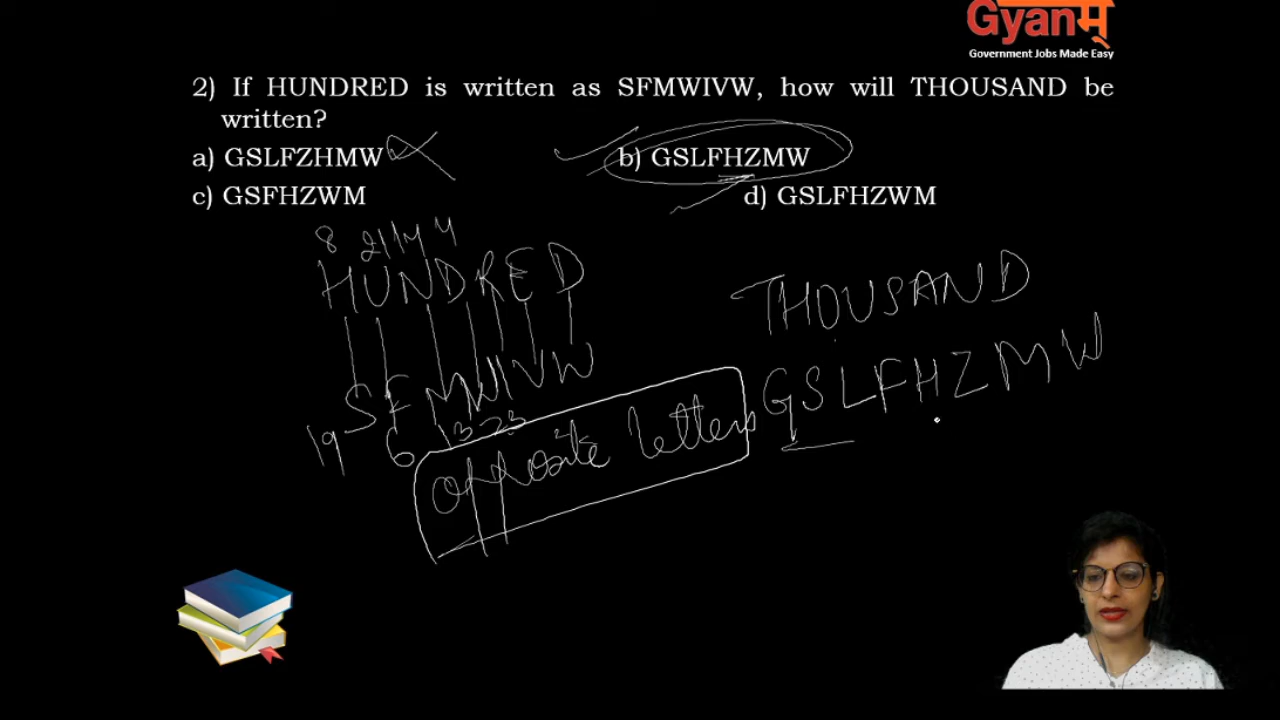 Gyanम्
Government Jobs Made Easy
2) If HUNDRED is written as SFMWIVW, how will THOUSAND be
written?
a) GSLFZHMW b) GSLFHZMW
c) GSFHZWM d) GSLFHZWM
8 21 14 4
HUNDRED
SFMWIVW
19 6 13 23
opposite letters
THOUSAND
GSLFHZMW